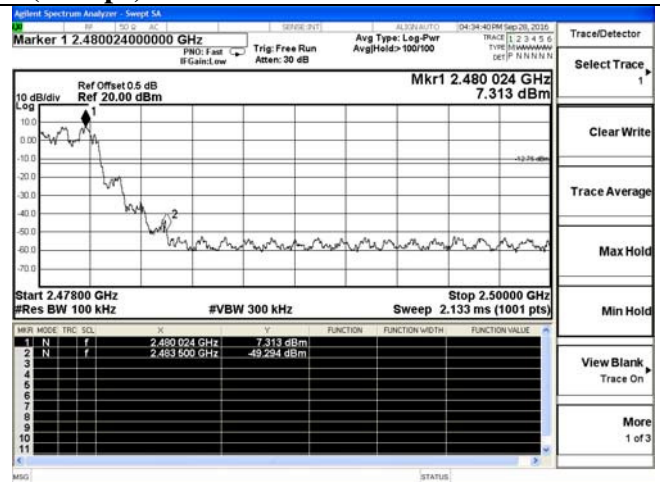 Agilent Spectrum Analyzer - Swept SA
RF 50 Ω AC SENSE:INT ALIGN AUTO 04:34:40 PM Sep 28, 2016
Marker 1 2.480024000000 GHz
PNO: Fast
IFGain:Low
Trig: Free Run
Atten: 30 dB
Avg Type: Log-Pwr
Avg|Hold:>100/100
TRACE 1 2 3 4 5 6
TYPE MWWWWW
DET P N N N N N
Trace/Detector
Ref Offset 0.5 dB
10 dB/div Ref 20.00 dBm
Log
Mkr1 2.480 024 GHz
7.313 dBm
10.0
0.00
-10.0
-20.0
-30.0
-40.0
-50.0
-60.0
-70.0
1
2
-12.75 dBm
Start 2.47800 GHz Stop 2.50000 GHz
#Res BW 100 kHz #VBW 300 kHz Sweep 2.133 ms (1001 pts)
MKR MODE TRC SCL X Y FUNCTION FUNCTION WIDTH FUNCTION VALUE
1 N f 2.480 024 GHz 7.313 dBm
2 N f 2.483 500 GHz -49.294 dBm
3
4
5
6
7
8
9
10
11
MSG STATUS
Select Trace
1
Clear Write
Trace Average
Max Hold
Min Hold
View Blank
Trace On
More
1 of 3